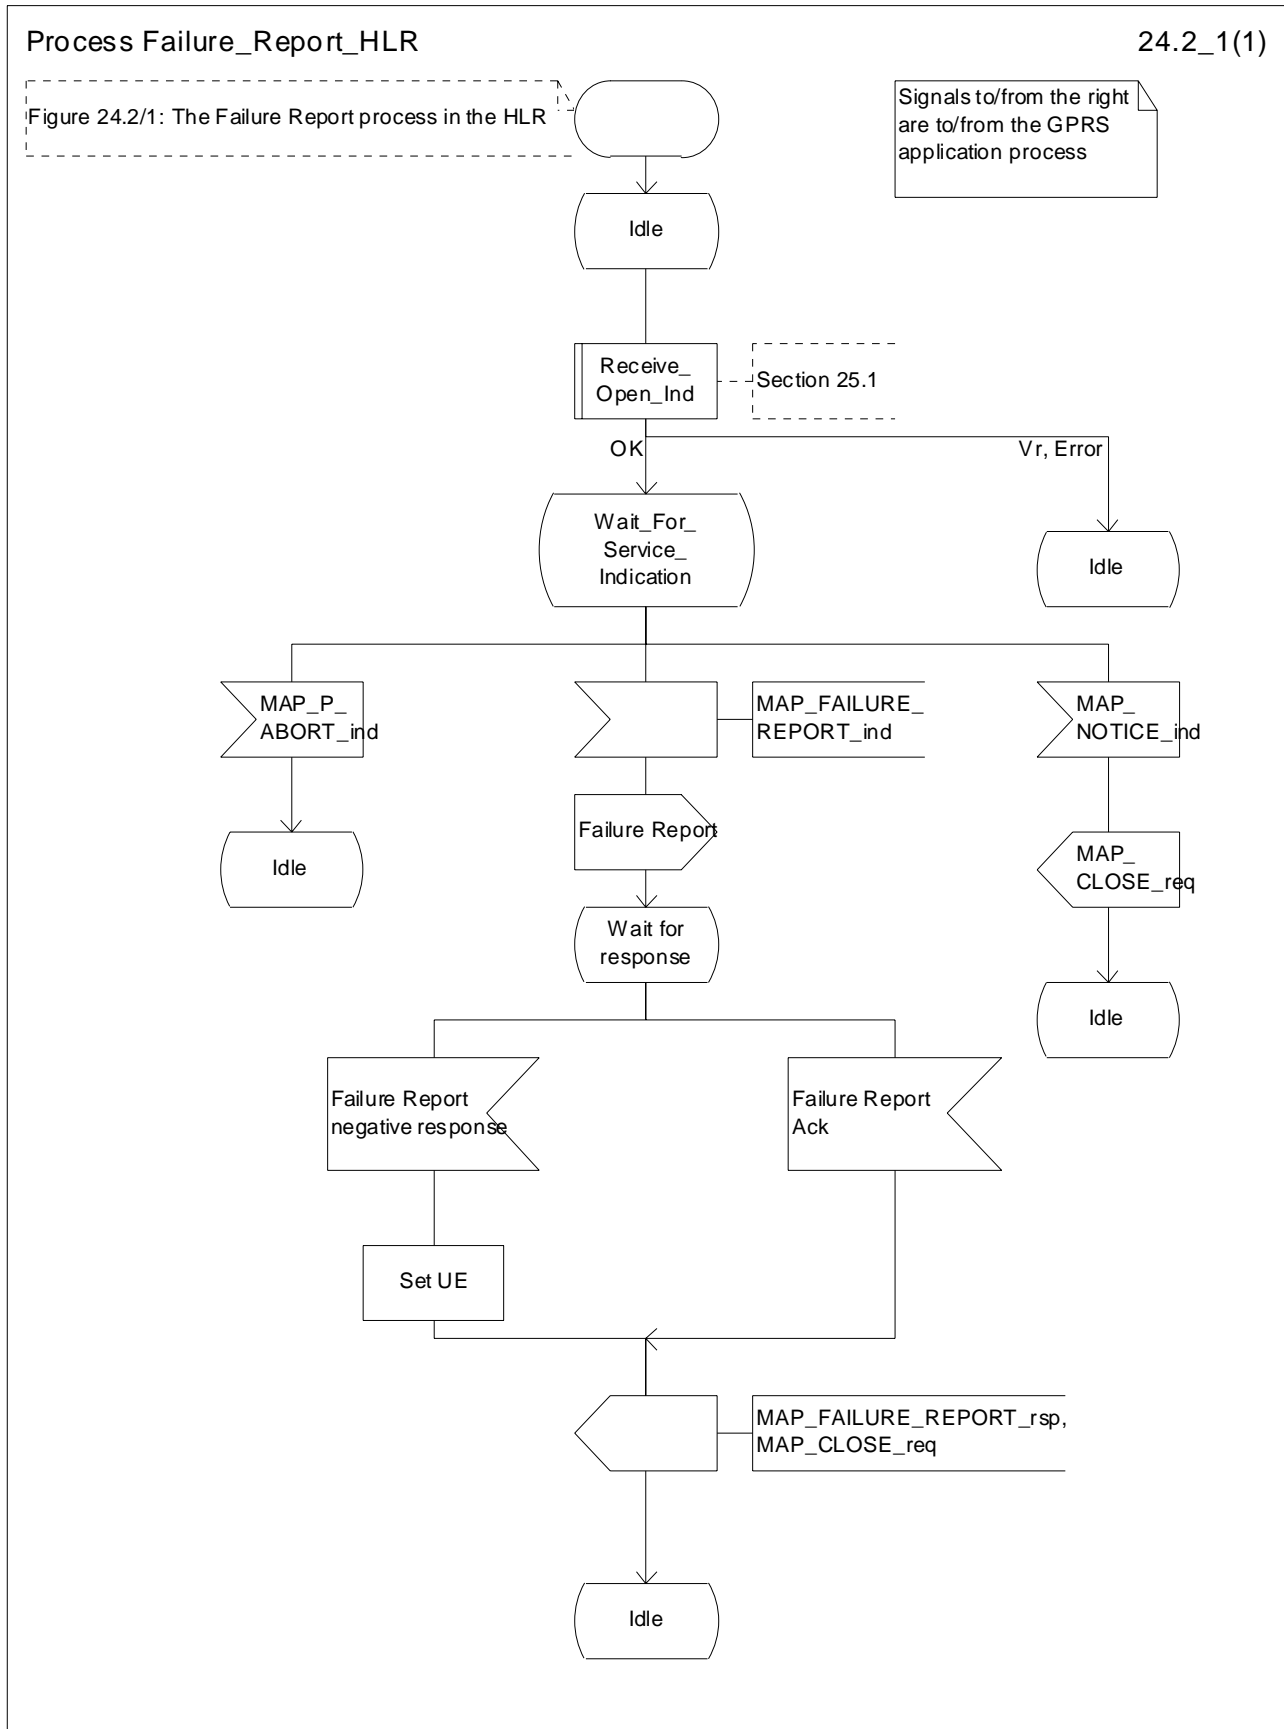 Process Failure_Report_HLR
24.2_1(1)
Figure 24.2/1: The Failure Report process in the HLR
Signals to/from the right
are to/from the GPRS
application process
Idle
Receive_
Open_Ind
Section 25.1
OK
Vr, Error
Wait_For_
Service_
Indication
Idle
MAP_P_
ABORT_ind
MAP_FAILURE_
REPORT_ind
MAP_
NOTICE_ind
Failure Report
Idle
MAP_
CLOSE_req
Wait for
response
Idle
Failure Report
negative response
Failure Report
Ack
Set UE
MAP_FAILURE_REPORT_rsp,
MAP_CLOSE_req
Idle